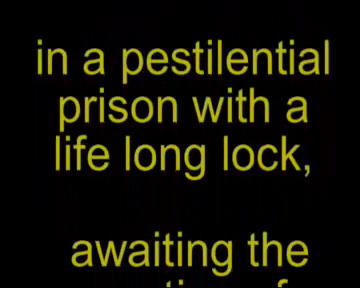 in a pestilential
prison with a
life long lock,
awaiting the